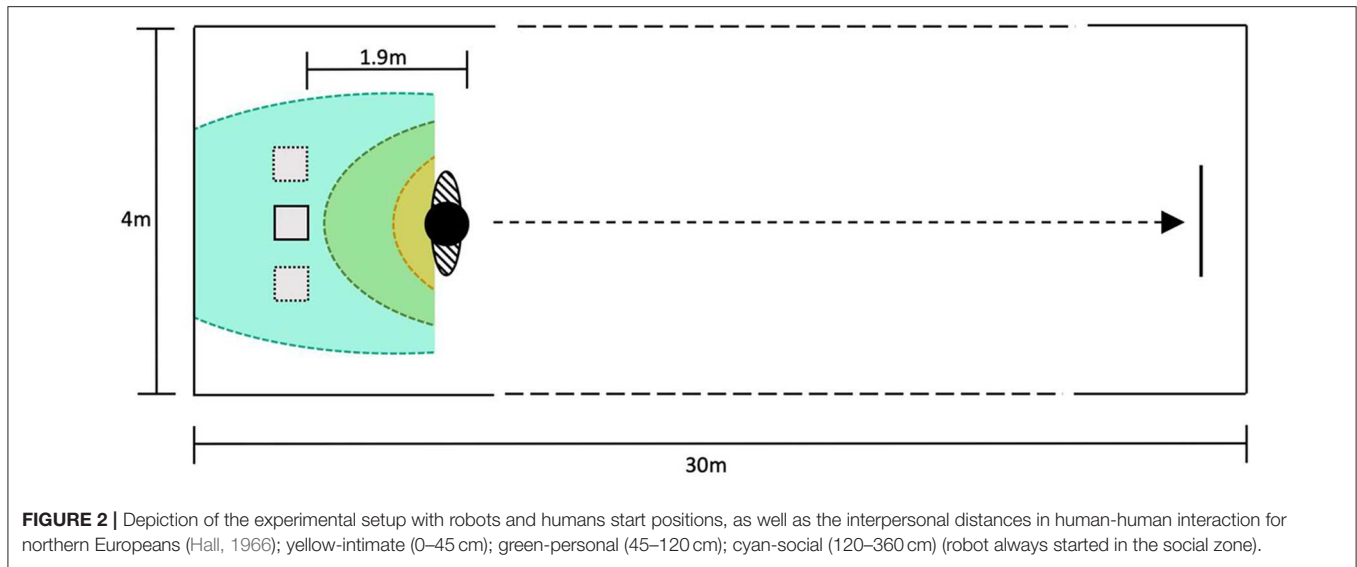 1.9m
4m
30m
FIGURE 2 | Depiction of the experimental setup with robots and humans start positions, as well as the interpersonal distances in human-human interaction for
northern Europeans (Hall, 1966); yellow-intimate (0–45 cm); green-personal (45–120 cm); cyan-social (120–360 cm) (robot always started in the social zone).